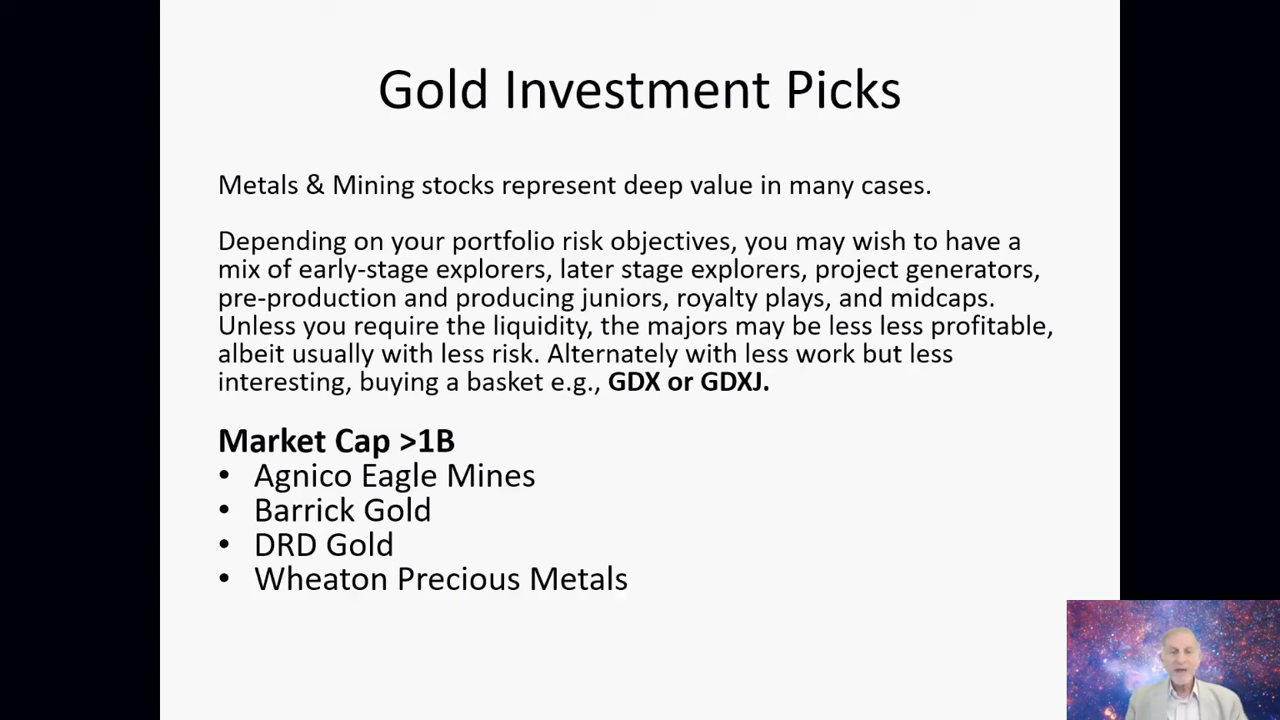 Gold Investment Picks
Metals & Mining stocks represent deep value in many cases.
Depending on your portfolio risk objectives, you may wish to have a
mix of early-stage explorers, later stage explorers, project generators,
pre-production and producing juniors, royalty plays, and midcaps.
Unless you require the liquidity, the majors may be less less profitable,
albeit usually with less risk. Alternately with less work but less
interesting, buying a basket e.g., GDX or GDXJ.
Market Cap >1B
• Agnico Eagle Mines
• Barrick Gold
• DRD Gold
• Wheaton Precious Metals